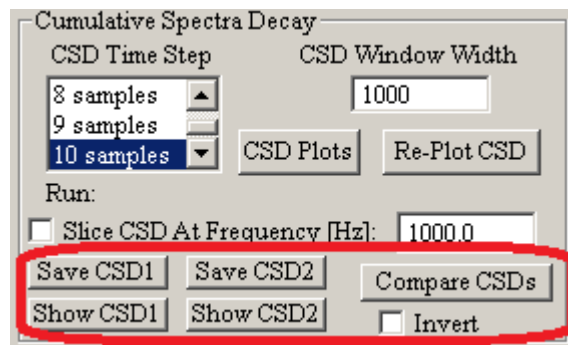 Cumulative Spectra Decay
CSD Time Step CSD Window Width
8 samples
9 samples
10 samples
1000
CSD Plots Re-Plot CSD
Run:
Slice CSD At Frequency [Hz]: 1000.0
Save CSD1 Save CSD2 Compare CSDs
Show CSD1 Show CSD2 Invert